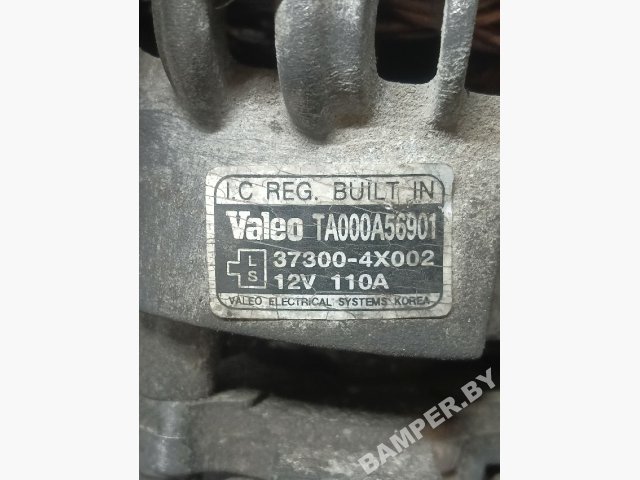 I.C REG. BUILT IN
Valeo TA000A56901
L 37300-4X002
S 12V 110A
VALEO ELECTRICAL SYSTEMS KOREA
BAMPER.BY